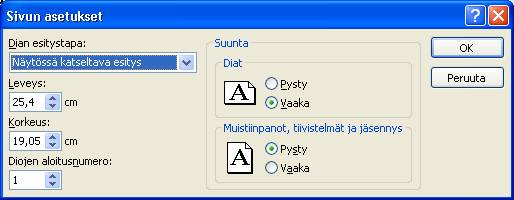 Sivun asetukset
Dian esitystapa:
Näytössä katseltava esitys
Leveys:
25,4 cm
Korkeus:
19,05 cm
Diojen aloitusnumero:
1
Suunta
Diat
A
Pysty
Vaaka
Muistiinpanot, tiivistelmät ja jäsennys
A
Pysty
Vaaka
OK
Peruuta